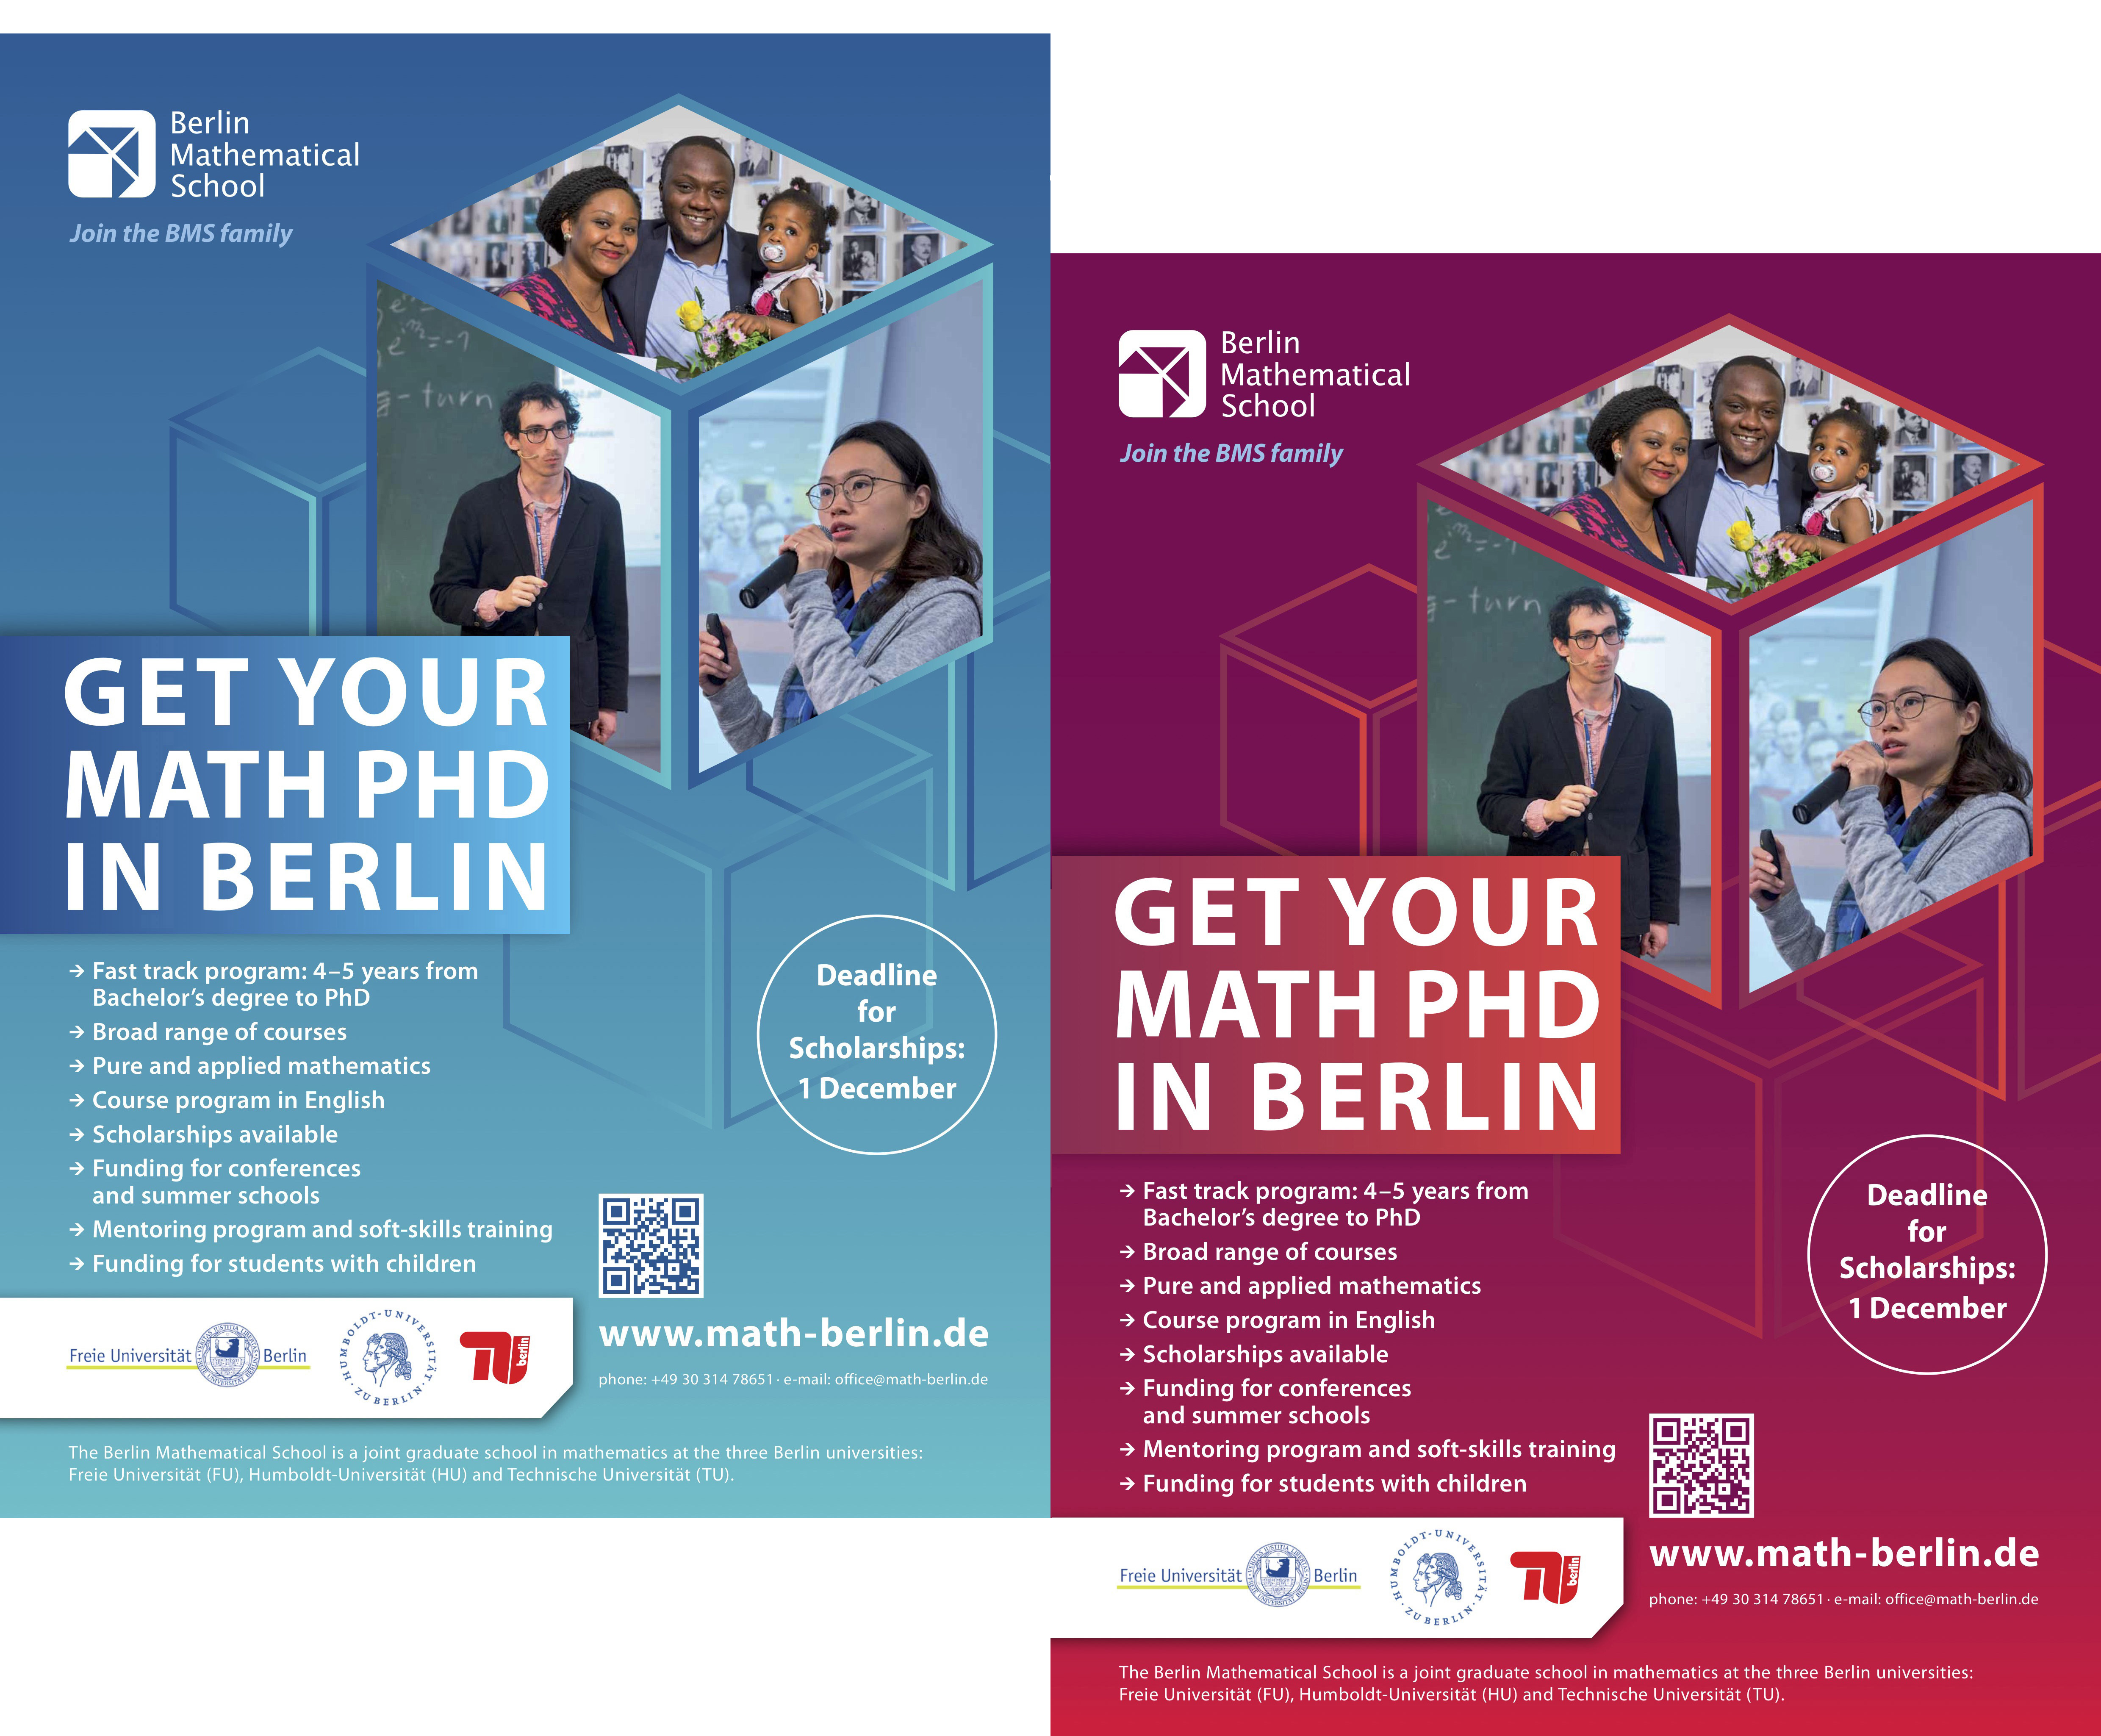 Berlin
Mathematical
School
Join the BMS family
- turn
GET YOUR
MATH PHD
IN BERLIN
→ Fast track program: 4–5 years from
Bachelor's degree to PhD
→ Broad range of courses
→ Pure and applied mathematics
→ Course program in English
→ Scholarships available
→ Funding for conferences
and summer schools
→ Mentoring program and soft-skills training
→ Funding for students with children
Deadline
for
Scholarships:
1 December
Freie Universität Berlin
HUMBOLDT-UNIVERSITÄT · ZU BERLIN ·
TU berlin
www.math-berlin.de
phone: +49 30 314 78651 · e-mail: office@math-berlin.de
The Berlin Mathematical School is a joint graduate school in mathematics at the three Berlin universities:
Freie Universität (FU), Humboldt-Universität (HU) and Technische Universität (TU).
Berlin
Mathematical
School
Join the BMS family
- turn
GET YOUR
MATH PHD
IN BERLIN
→ Fast track program: 4–5 years from
Bachelor's degree to PhD
→ Broad range of courses
→ Pure and applied mathematics
→ Course program in English
→ Scholarships available
→ Funding for conferences
and summer schools
→ Mentoring program and soft-skills training
→ Funding for students with children
Deadline
for
Scholarships:
1 December
Freie Universität Berlin
HUMBOLDT-UNIVERSITÄT · ZU BERLIN ·
TU berlin
www.math-berlin.de
phone: +49 30 314 78651 · e-mail: office@math-berlin.de
The Berlin Mathematical School is a joint graduate school in mathematics at the three Berlin universities:
Freie Universität (FU), Humboldt-Universität (HU) and Technische Universität (TU).